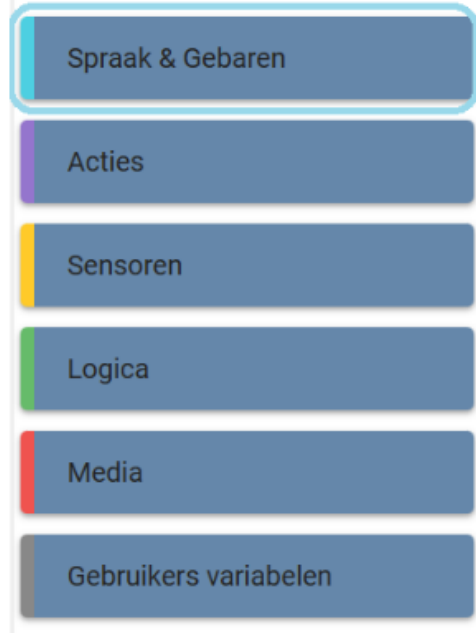 Spraak & Gebaren
Acties
Sensoren
Logica
Media
Gebruikers variabelen